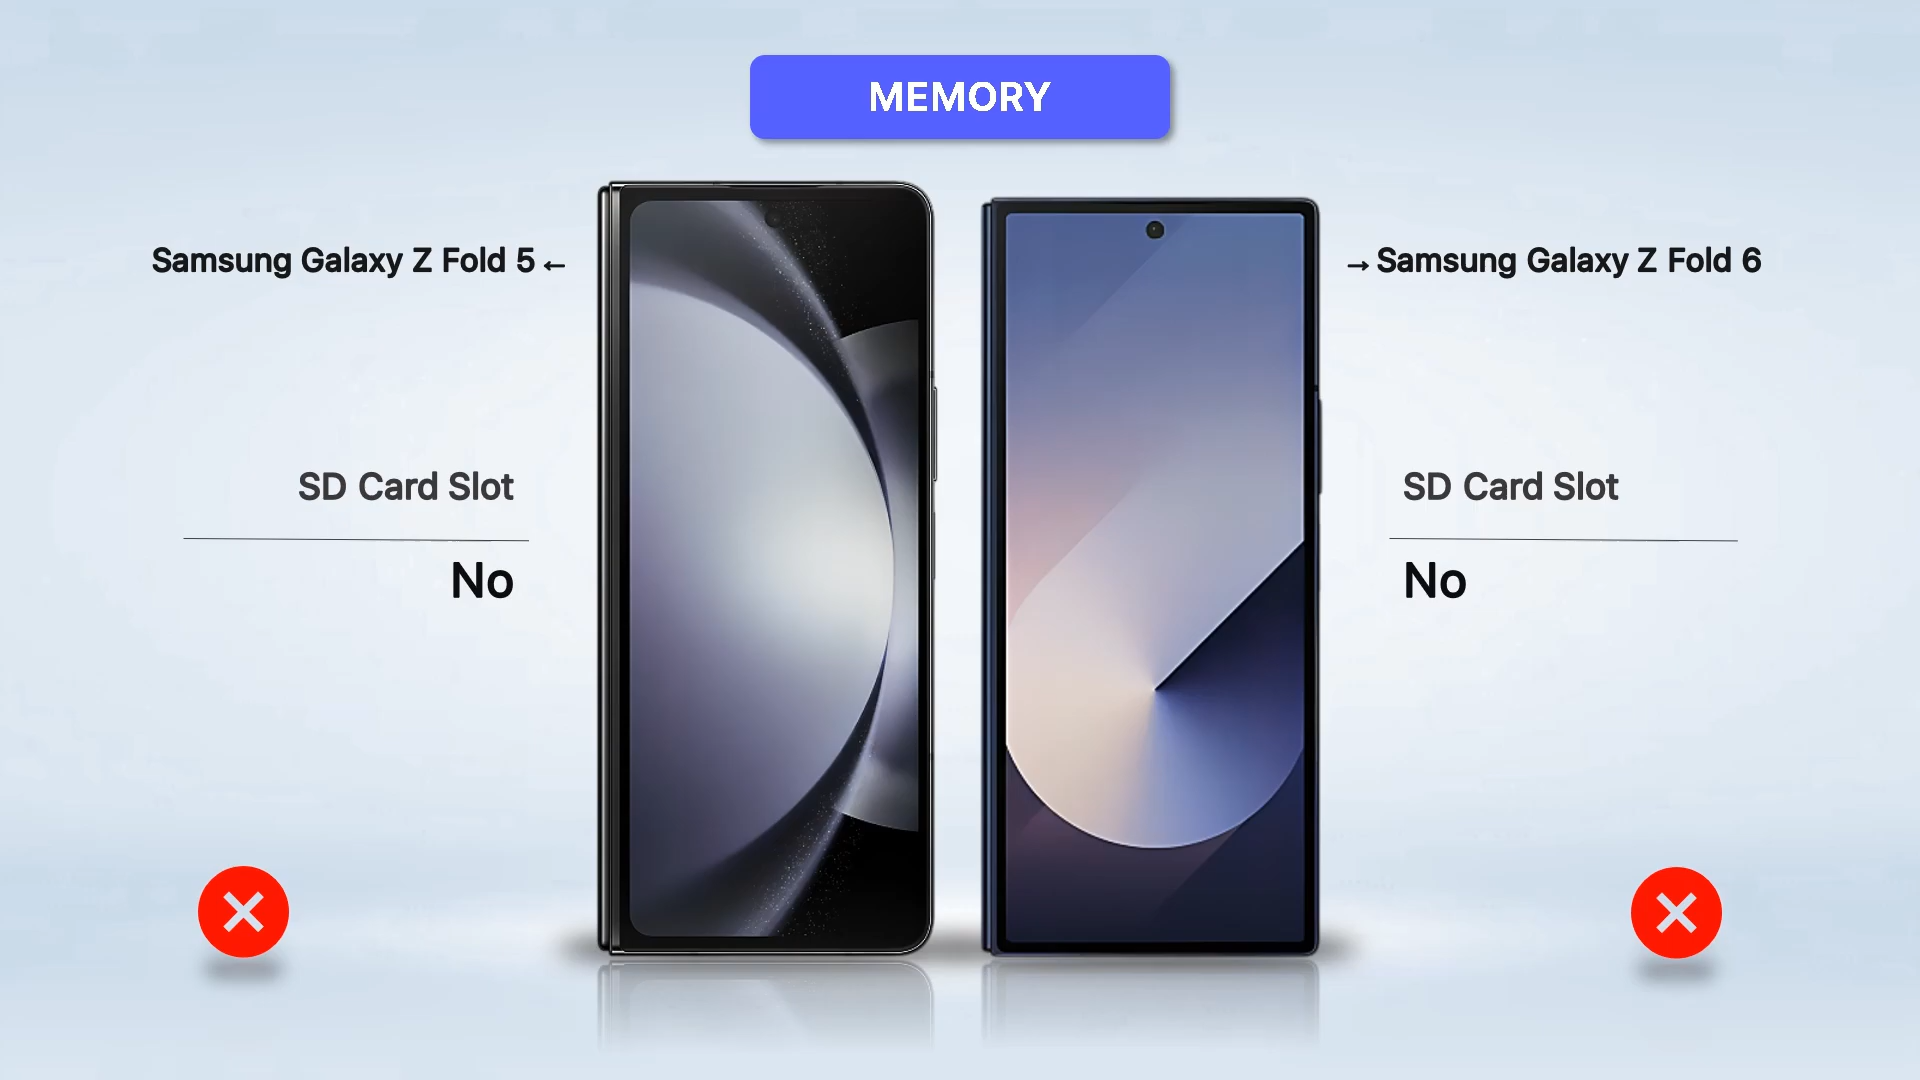 MEMORY
Samsung Galaxy Z Fold 5 ←
→ Samsung Galaxy Z Fold 6
SD Card Slot
No
SD Card Slot
No